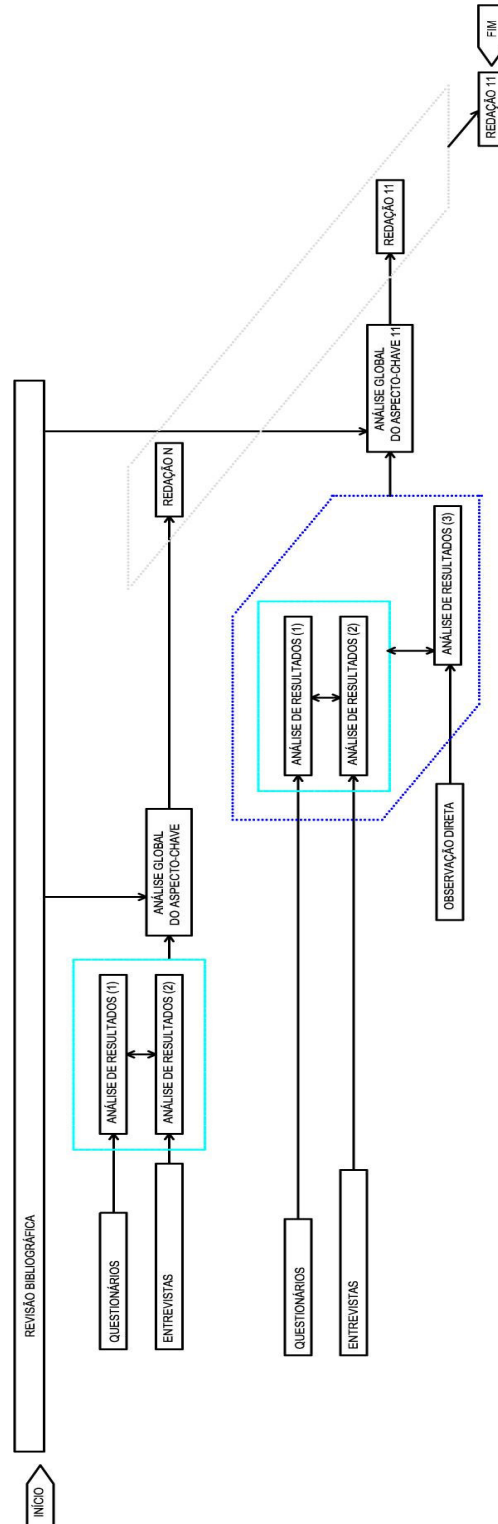 INÍCIO
REVISÃO BIBLIOGRÁFICA
QUESTIONÁRIOS
ANÁLISE DE RESULTADOS (1)
ENTREVISTAS
ANÁLISE DE RESULTADOS (2)
ANÁLISE GLOBAL
DO ASPECTO-CHAVE
REDAÇÃO N
QUESTIONÁRIOS
ANÁLISE DE RESULTADOS (1)
ENTREVISTAS
ANÁLISE DE RESULTADOS (2)
OBSERVAÇÃO DIRETA
ANÁLISE DE RESULTADOS (3)
ANÁLISE GLOBAL
DO ASPECTO-CHAVE 11
REDAÇÃO 11
REDAÇÃO 11
FIM